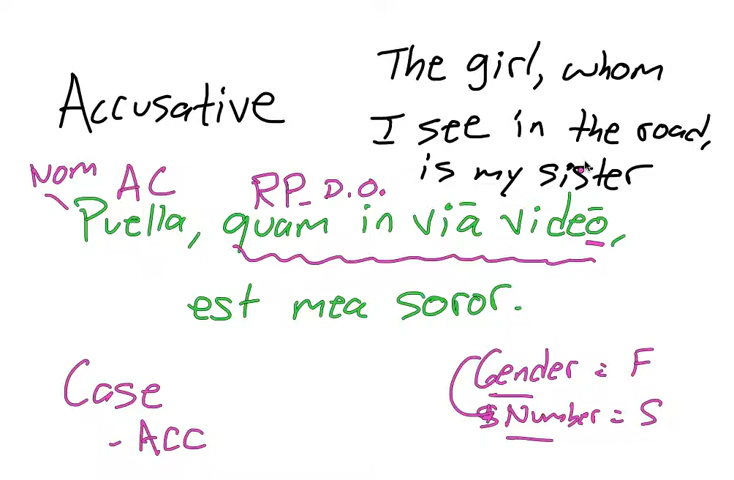 Accusative
The girl, whom
I see in the road,
is my sister
Nom AC RP D.O.
Puella, quam in viā videō,
est mea soror.
Case
- ACC
Gender = F
& Number = S